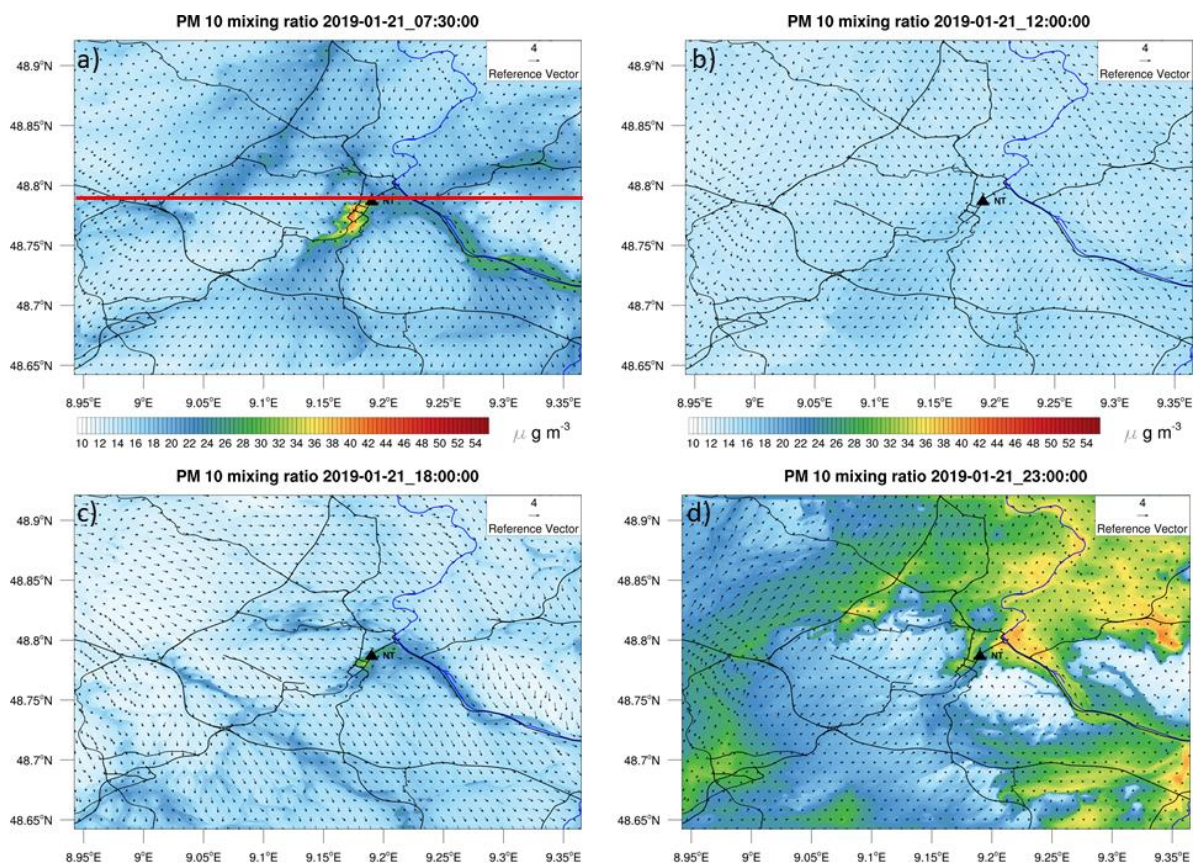 PM 10 mixing ratio 2019-01-21_07:30:00
a)
4
Reference Vector
48.9°N
48.85°N
48.8°N
48.75°N
48.7°N
48.65°N
NT
8.95°E 9°E 9.05°E 9.1°E 9.15°E 9.2°E 9.25°E 9.3°E 9.35°E
10 12 14 16 18 20 22 24 26 28 30 32 34 36 38 40 42 44 46 48 50 52 54
μ g m-3
PM 10 mixing ratio 2019-01-21_12:00:00
b)
4
Reference Vector
48.9°N
48.85°N
48.8°N
48.75°N
48.7°N
48.65°N
NT
8.95°E 9°E 9.05°E 9.1°E 9.15°E 9.2°E 9.25°E 9.3°E 9.35°E
10 12 14 16 18 20 22 24 26 28 30 32 34 36 38 40 42 44 46 48 50 52 54
μ g m-3
PM 10 mixing ratio 2019-01-21_18:00:00
c)
4
Reference Vector
48.9°N
48.85°N
48.8°N
48.75°N
48.7°N
48.65°N
NT
8.95°E 9°E 9.05°E 9.1°E 9.15°E 9.2°E 9.25°E 9.3°E 9.35°E
PM 10 mixing ratio 2019-01-21_23:00:00
d)
4
Reference Vector
48.9°N
48.85°N
48.8°N
48.75°N
48.7°N
48.65°N
NT
8.95°E 9°E 9.05°E 9.1°E 9.15°E 9.2°E 9.25°E 9.3°E 9.35°E